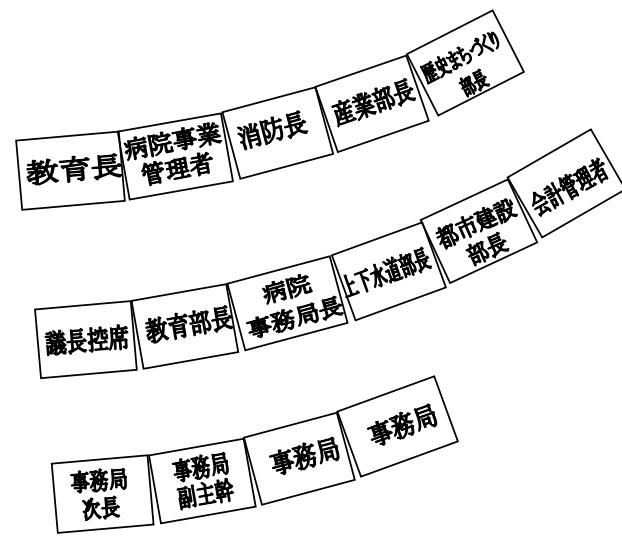 教育長
病院事業
管理者
消防長
産業部長
歴史まちづくり
部長
議長控席
教育部長
病院
事務局長
上下水道部長
都市建設
部長
会計管理者
事務局
次長
事務局
副主幹
事務局
事務局